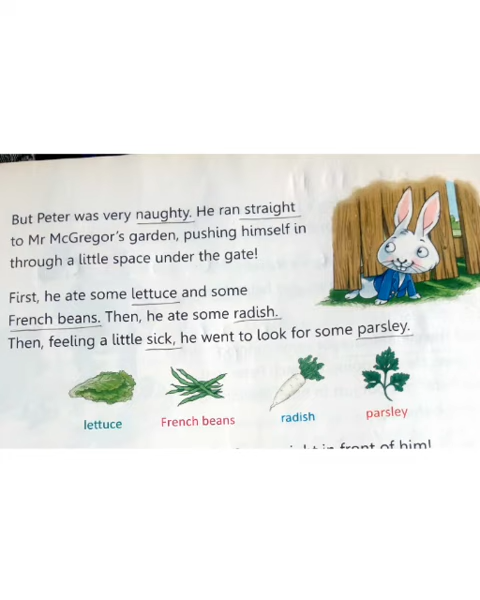 But Peter was very naughty. He ran straight
to Mr McGregor's garden, pushing himself in
through a little space under the gate!
First, he ate some lettuce and some
French beans. Then, he ate some radish.
Then, feeling a little sick, he went to look for some parsley.
lettuce French beans radish parsley
in front of him!